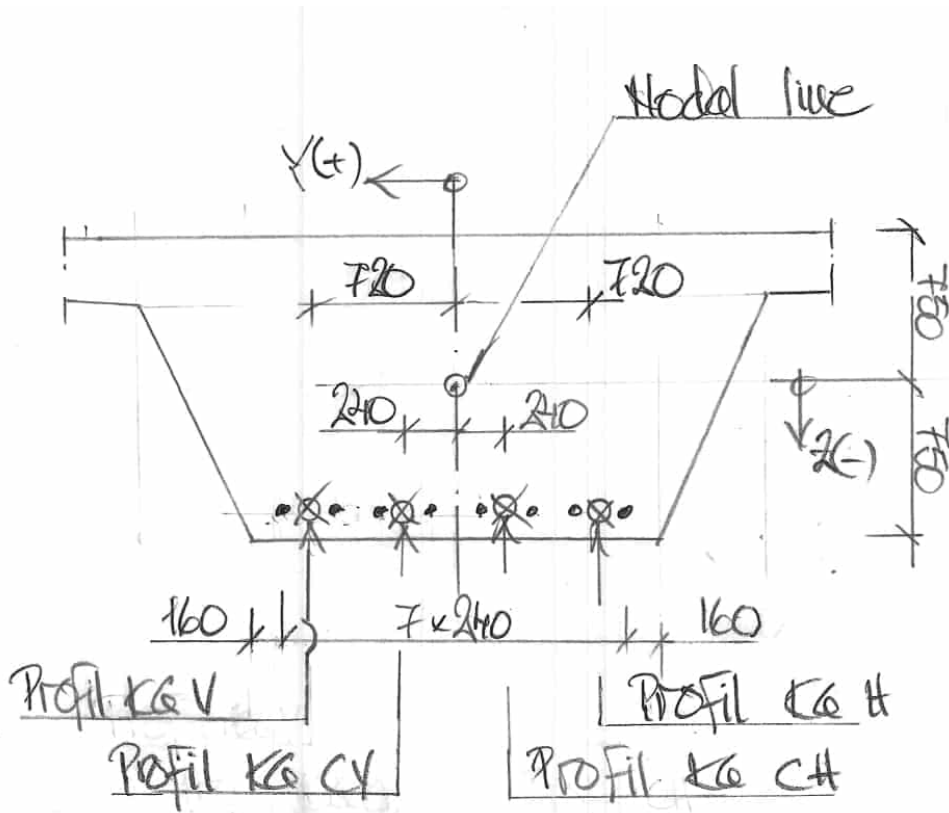 Nodal line
Y(+)
720
720
750
240
240
Z(-)
750
160
7x240
160
Profil KG V
Profil KG H
Profil KG CV
Profil KG CH